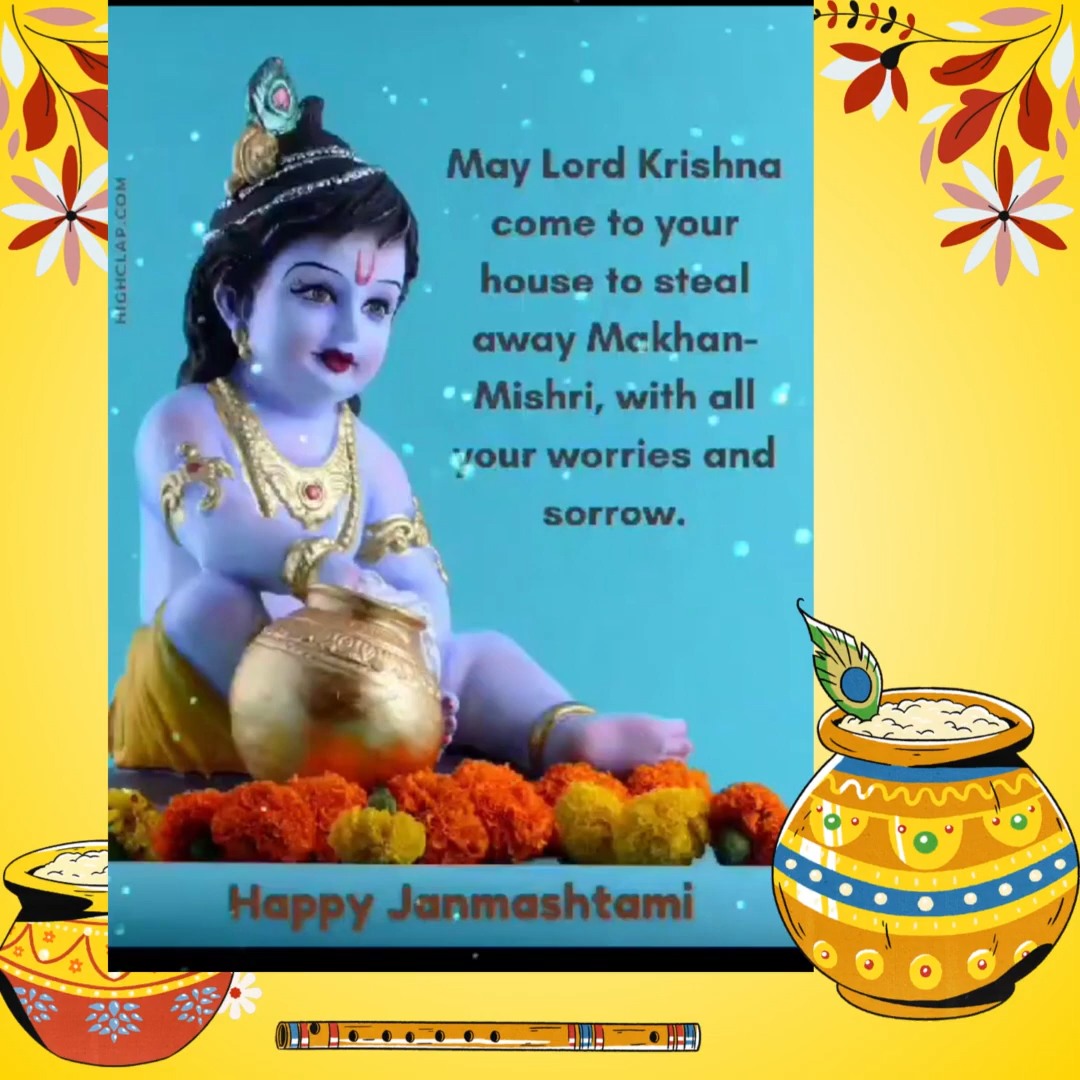 HIGHCLAP.COM
May Lord Krishna
come to your
house to steal
away Makhan-
Mishri, with all
your worries and
sorrow.
Happy Janmashtami